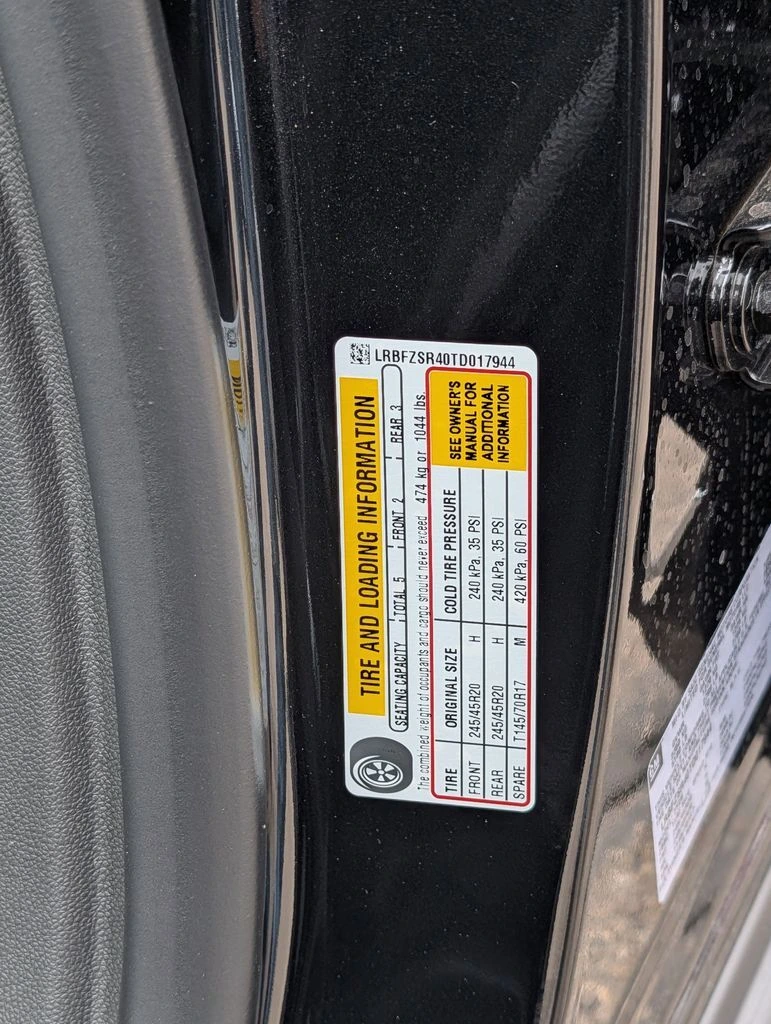 LRBFZSR40TD017944
TIRE AND LOADING INFORMATION
SEATING CAPACITY TOTAL 5 FRONT 2 REAR 3
The combined weight of occupants and cargo should never exceed 474 kg or 1044 lbs.
TIRE ORIGINAL SIZE COLD TIRE PRESSURE
FRONT 245/45R20 H 240 kPa, 35 PSI
REAR 245/45R20 H 240 kPa, 35 PSI
SPARE T145/70R17 M 420 kPa, 60 PSI
SEE OWNER'S
MANUAL FOR
ADDITIONAL
INFORMATION
GM